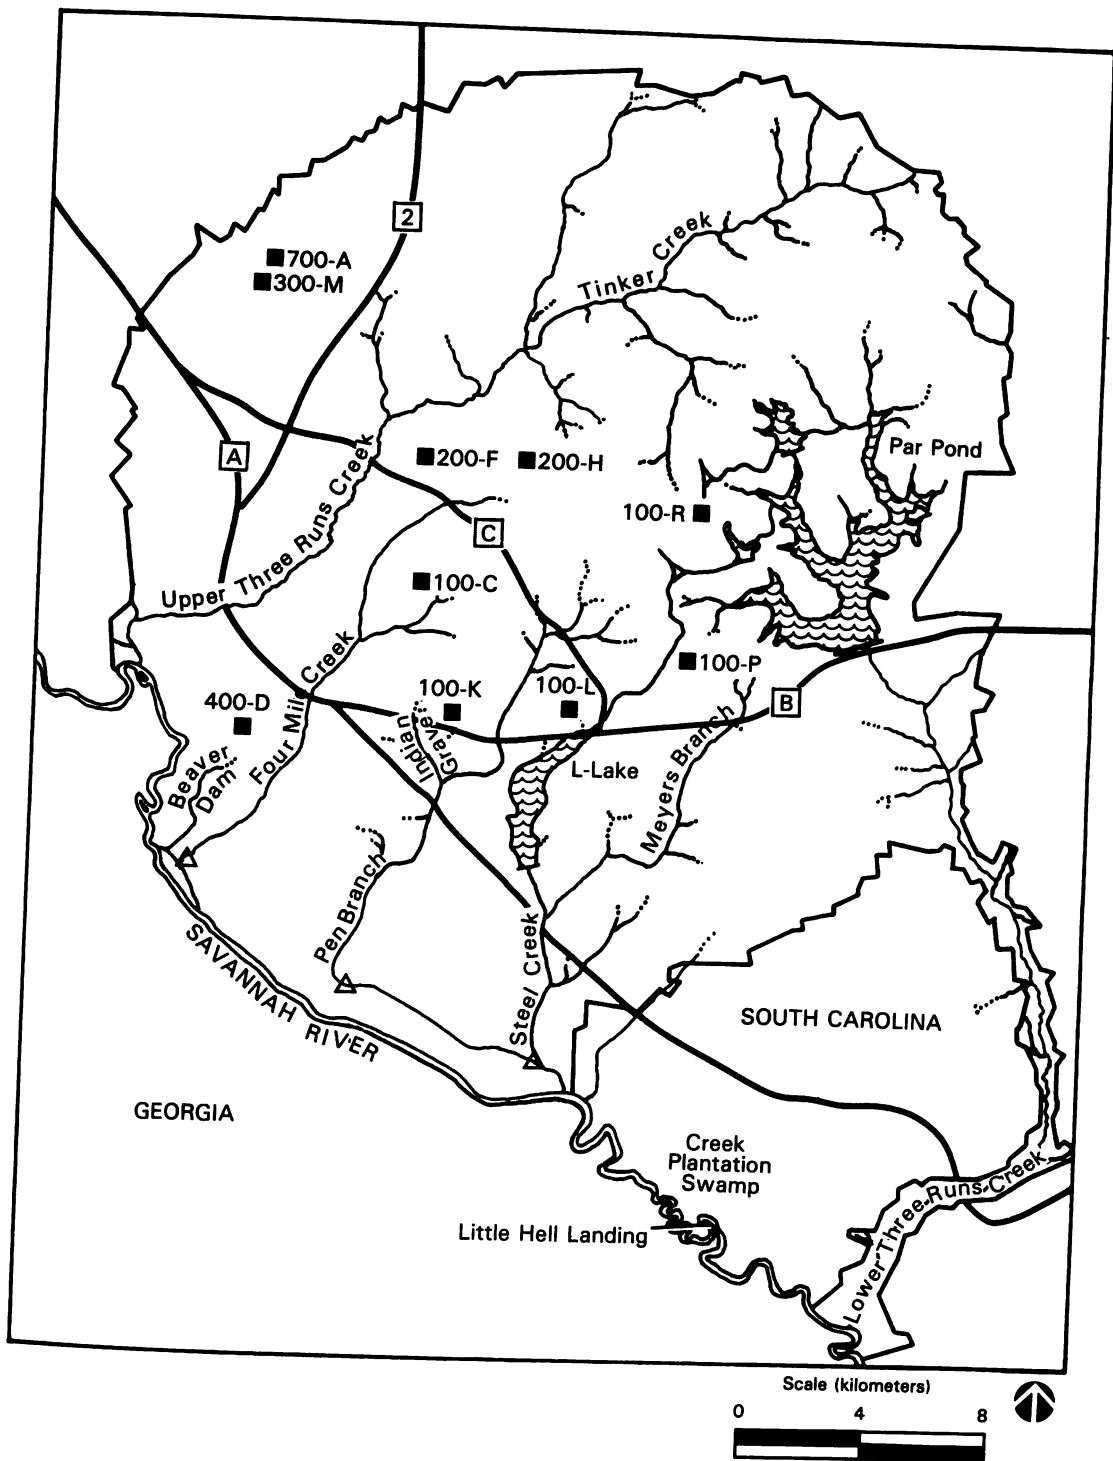 2
700-A
300-M
Tinker Creek
A
200-F
200-H
Par Pond
100-R
C
Upper Three Runs Creek
100-C
100-P
400-D
100-K
100-L
B
Four Mile Creek
Beaver
Dam
Indian
Grave
L-Lake
Meyers Branch
Pen Branch
Steel Creek
SAVANNAH RIVER
SOUTH CAROLINA
GEORGIA
Creek
Plantation
Swamp
Little Hell Landing
Lower Three Runs Creek
Scale (kilometers)
0 4 8